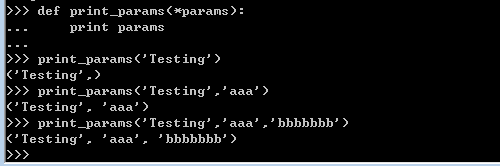 >>> def print_params(*params):
...     print params
...
>>> print_params('Testing')
('Testing',)
>>> print_params('Testing','aaa')
('Testing', 'aaa')
>>> print_params('Testing','aaa','bbbbbbb')
('Testing', 'aaa', 'bbbbbbb')
>>>